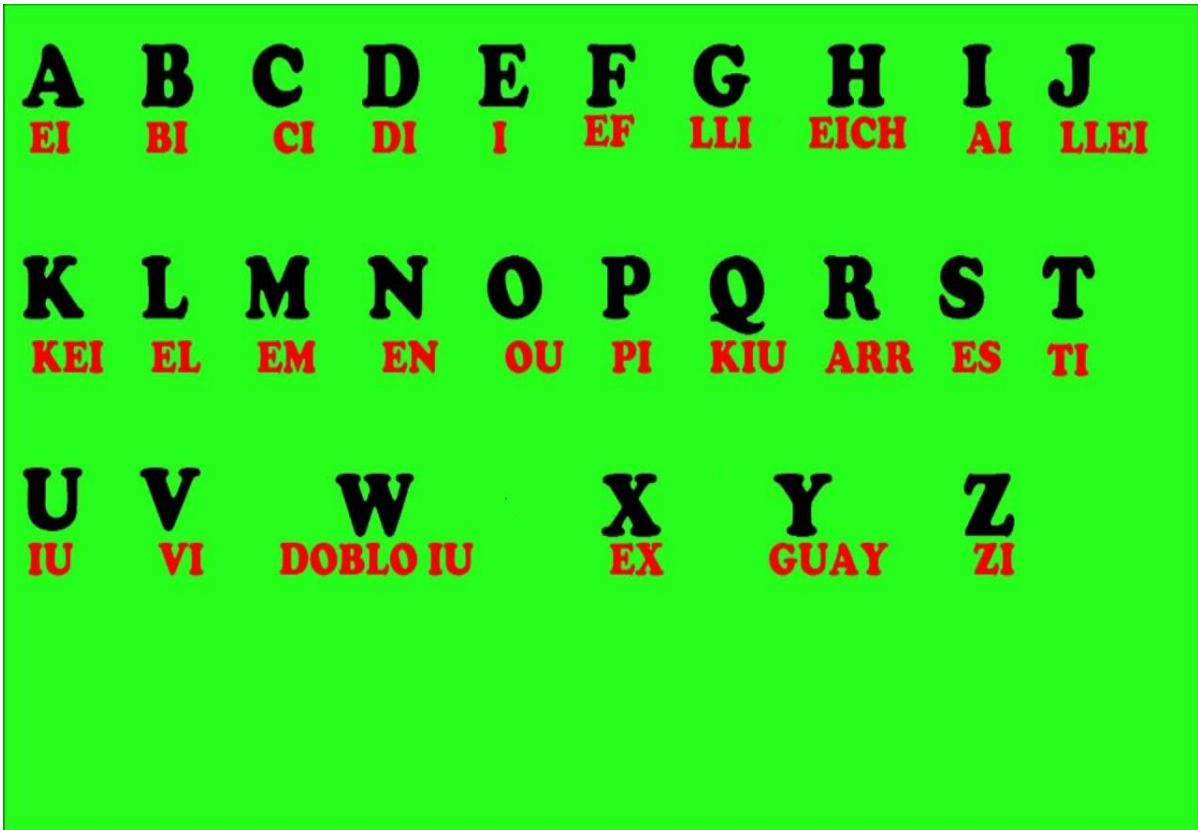 A B C D E F G H I J
EI BI CI DI I EF LLI EICH AI LLEI
K L M N O P Q R S T
KEI EL EM EN OU PI KIU ARR ES TI
U V W X Y Z
IU VI DOBLO IU EX GUAY ZI